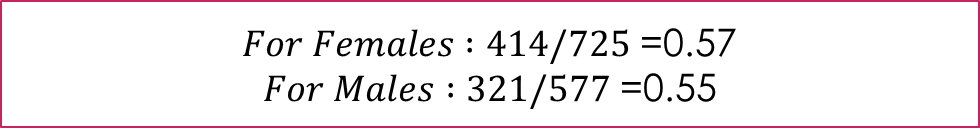 For Females : 414/725 =0.57
For Males : 321/577 =0.55